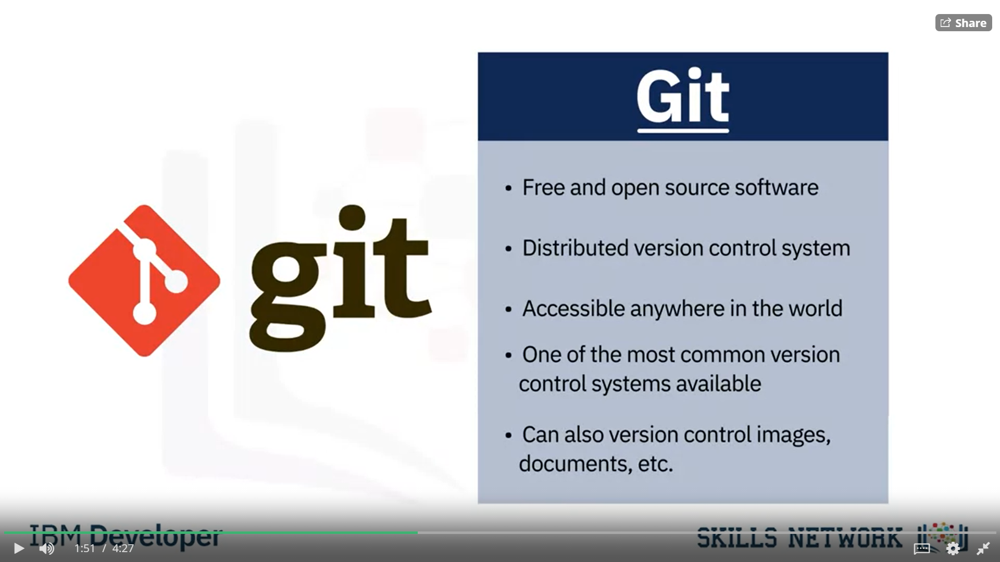 Share
Git
git
• Free and open source software
• Distributed version control system
• Accessible anywhere in the world
• One of the most common version
control systems available
• Can also version control images,
documents, etc.
IBM Developer
SKILLS NETWORK
1:51 / 4:27